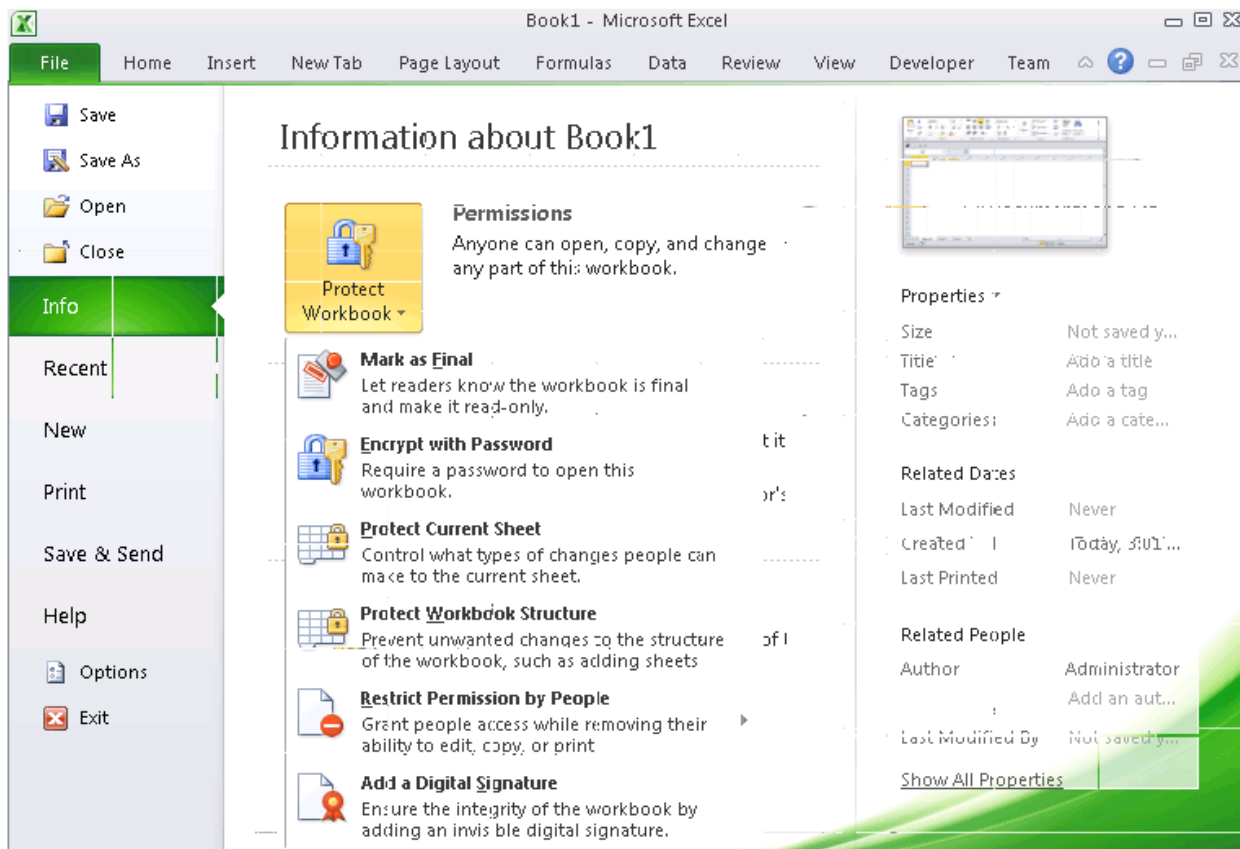 Book1 - Microsoft Excel
File Home Insert New Tab Page Layout Formulas Data Review View Developer Team
Save
Save As
Open
Close
Info
Recent
New
Print
Save & Send
Help
Options
Exit
Information about Book1
Protect
Workbook
Permissions
Anyone can open, copy, and change
any part of this workbook.
Mark as Final
Let readers know the workbook is final
and make it read-only.
Encrypt with Password
Require a password to open this
workbook.
Protect Current Sheet
Control what types of changes people can
make to the current sheet.
Protect Workbook Structure
Prevent unwanted changes to the structure
of the workbook, such as adding sheets
Restrict Permission by People
Grant people access while removing their
ability to edit, copy, or print
Add a Digital Signature
Ensure the integrity of the workbook by
adding an invisible digital signature.
t it
or's
of
Properties
Size Not saved y...
Title Add a title
Tags Add a tag
Categories Add a cate...
Related Dates
Last Modified Never
Created Today, 3:01...
Last Printed Never
Related People
Author Administrator
Add an aut...
Last Modified By Not saved y...
Show All Properties